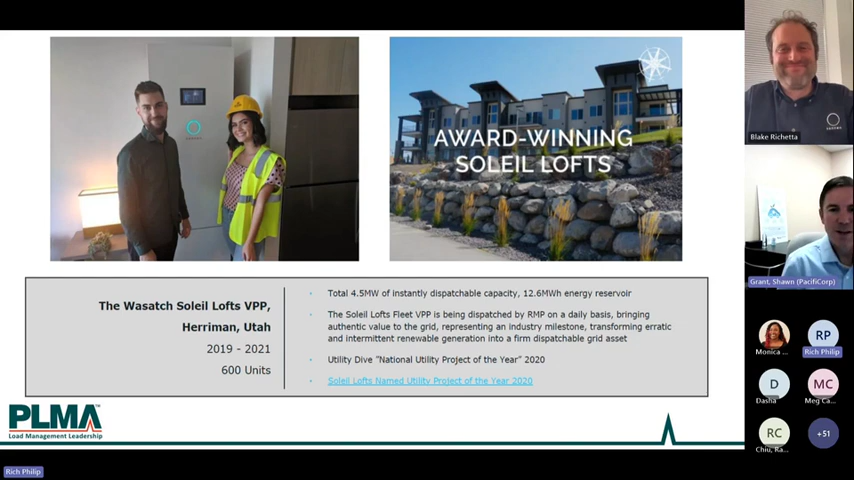 AWARD-WINNING
SOLEIL LOFTS
The Wasatch Soleil Lofts VPP,
Herriman, Utah
2019 - 2021
600 Units
Total 4.5MW of instantly dispatchable capacity, 12.6MWh energy reservoir
The Soleil Lofts Fleet VPP is being dispatched by RMP on a daily basis, bringing
authentic value to the grid, representing an industry milestone, transforming erratic
and intermittent renewable generation into a firm dispatchable grid asset
Utility Dive "National Utility Project of the Year" 2020
Soleil Lofts Named Utility Project of the Year 2020
PLMA
Load Management Leadership
Rich Philip
Blake Richetta
Grant, Shawn (PacifiCorp)
Monica ...
RP
Rich Philip
D
Dasha
MC
Meg Ca...
RC
Chiu, Ra...
+51